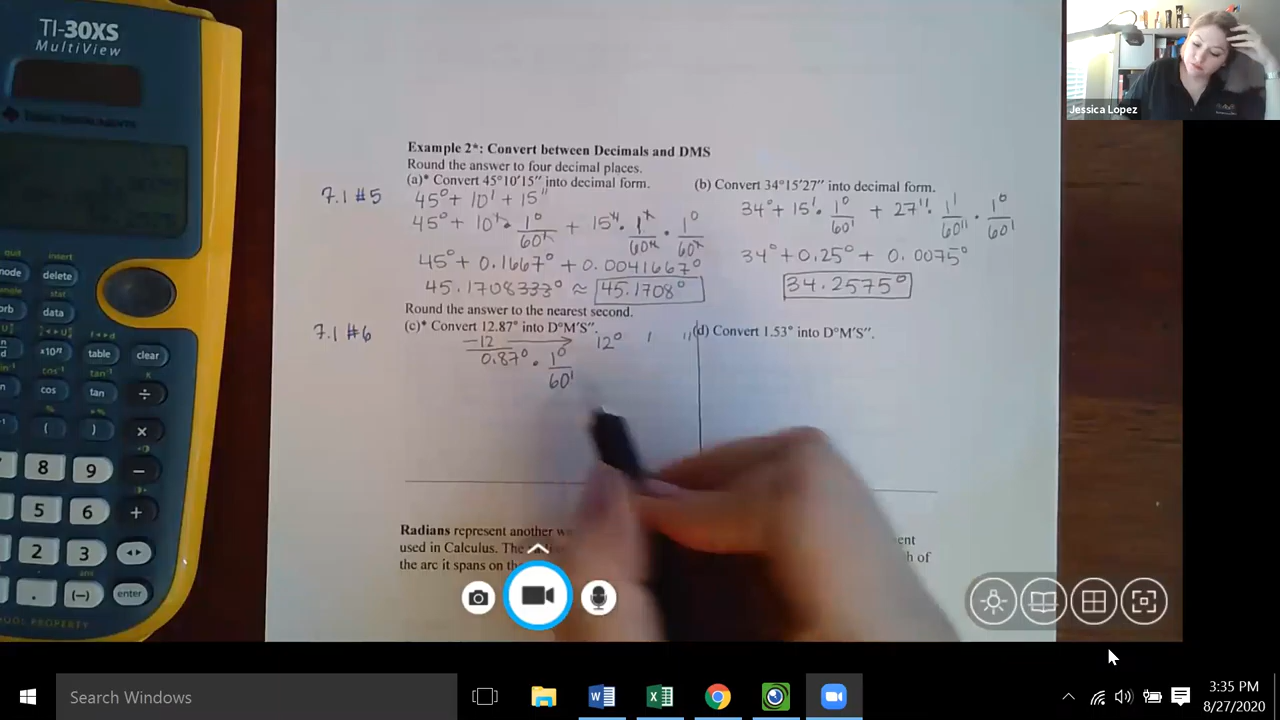 TI-30XS
MultiView
Jessica Lopez
Example 2*: Convert between Decimals and DMS
Round the answer to four decimal places.
7.1 #5
(a)* Convert 45°10′15″ into decimal form.
45° + 10' + 15"
45° + 10' • 1°/60' + 15" • 1'/60" • 1°/60'
45° + 0.1667° + 0.0041667°
45.1708333° ≈ 45.1708°
(b) Convert 34°15′27″ into decimal form.
34° + 15' • 1°/60' + 27" • 1'/60" • 1°/60'
34° + 0.25° + 0.0075°
34.2575°
Round the answer to the nearest second.
7.1 #6
(c)* Convert 12.87° into D°M′S″.
-12 12° ' "
0.87° • 1°/60'
(d) Convert 1.53° into D°M′S″.
Radians represent another
used in Calculus. The
ent
the arc it spans on
h of
quit insert
mode delete
stat
data
table clear
cos tan
( )
8 9
5 6
2 3
ans
. (−) enter
SCHOOL PROPERTY
Search Windows
3:35 PM
8/27/2020